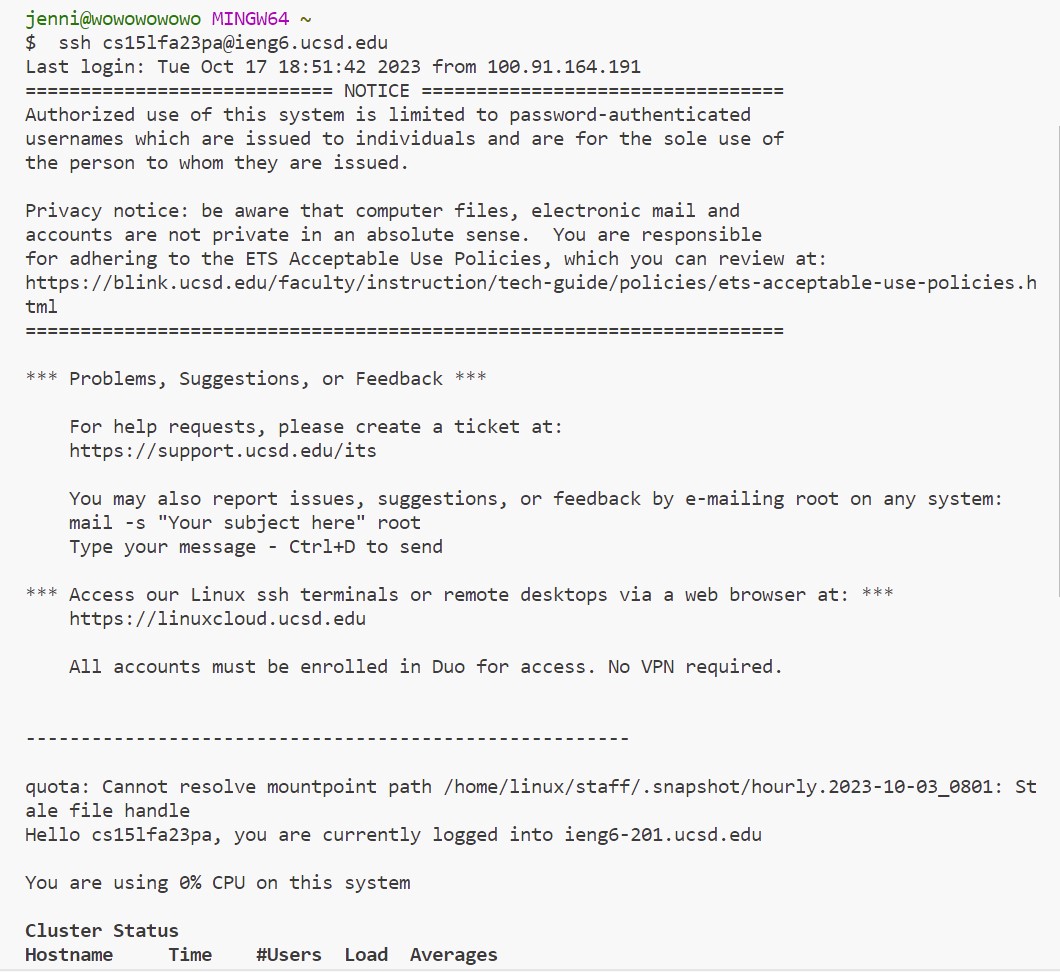 jenni@wowowowowo MINGW64 ~
$  ssh cs15lfa23pa@ieng6.ucsd.edu
Last login: Tue Oct 17 18:51:42 2023 from 100.91.164.191
============================ NOTICE =================================
Authorized use of this system is limited to password-authenticated
usernames which are issued to individuals and are for the sole use of
the person to whom they are issued.

Privacy notice: be aware that computer files, electronic mail and
accounts are not private in an absolute sense.  You are responsible
for adhering to the ETS Acceptable Use Policies, which you can review at:
https://blink.ucsd.edu/faculty/instruction/tech-guide/policies/ets-acceptable-use-policies.h
tml
=====================================================================

*** Problems, Suggestions, or Feedback ***

    For help requests, please create a ticket at:
    https://support.ucsd.edu/its

    You may also report issues, suggestions, or feedback by e-mailing root on any system:
    mail -s "Your subject here" root
    Type your message - Ctrl+D to send

*** Access our Linux ssh terminals or remote desktops via a web browser at: ***
    https://linuxcloud.ucsd.edu

    All accounts must be enrolled in Duo for access. No VPN required.


-------------------------------------------------------

quota: Cannot resolve mountpoint path /home/linux/staff/.snapshot/hourly.2023-10-03_0801: St
ale file handle
Hello cs15lfa23pa, you are currently logged into ieng6-201.ucsd.edu

You are using 0% CPU on this system

Cluster Status
Hostname     Time    #Users  Load  Averages